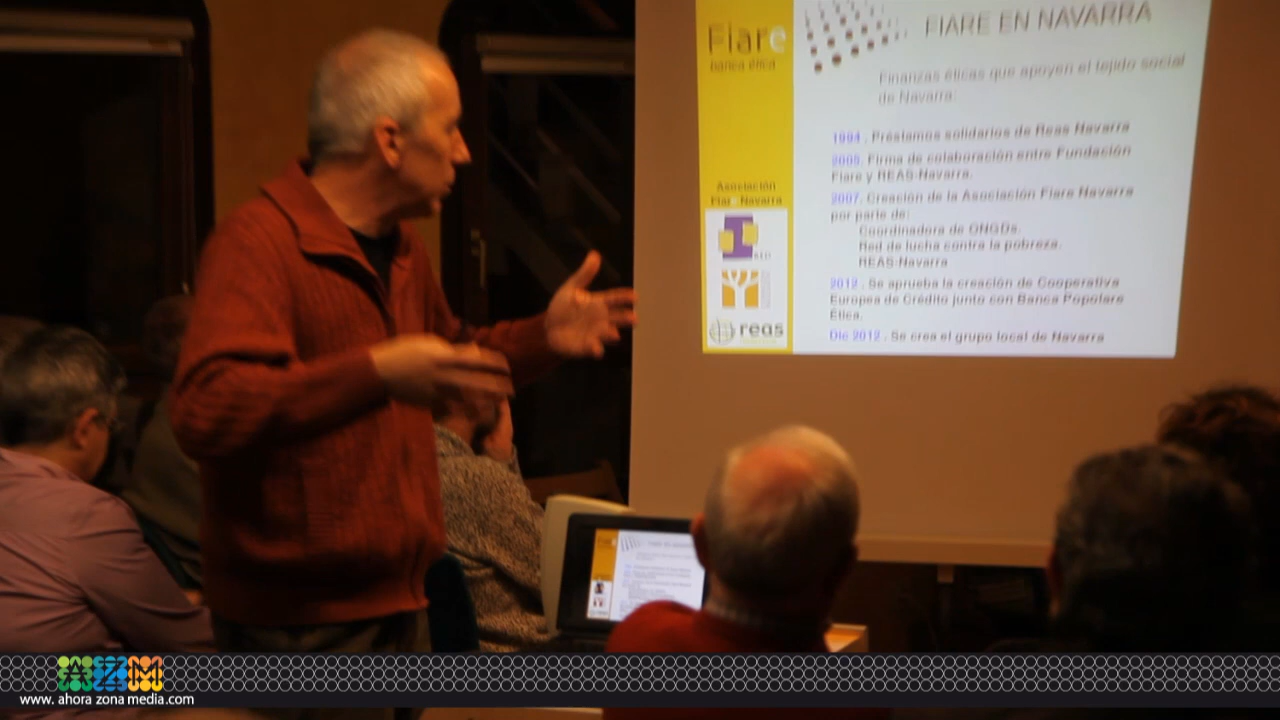 Fiare
banca ética
FIARE EN NAVARRA
Finanzas éticas que apoyen el tejido social
de Navarra:
1994 . Préstamos solidarios de Reas Navarra
2005. Firma de colaboración entre Fundación
Fiare y REAS-Navarra.
2007. Creación de la Asociación Fiare Navarra
por parte de:
Coordinadora de ONGDs.
Red de lucha contra la pobreza.
REAS-Navarra
2012 . Se aprueba la creación de Cooperativa
Europea de Crédito junto con Banca Popolare
Ética.
Dic 2012 . Se crea el grupo local de Navarra
Asociación
Fiare Navarra
reas
AZM
www. ahora zona media.com